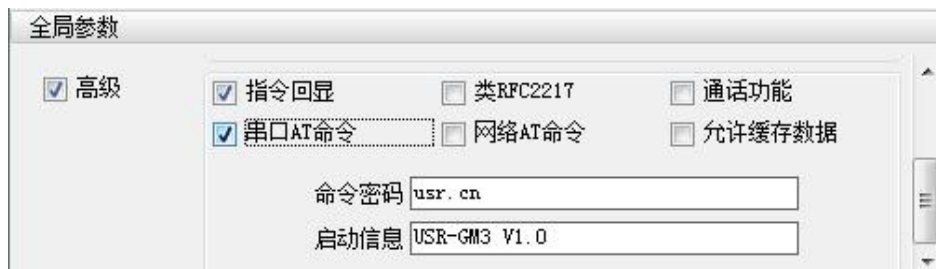 全局参数
高级
指令回显 类RFC2217 通话功能
串口AT命令 网络AT命令 允许缓存数据
命令密码 usr.cn
启动信息 USR-GM3 V1.0